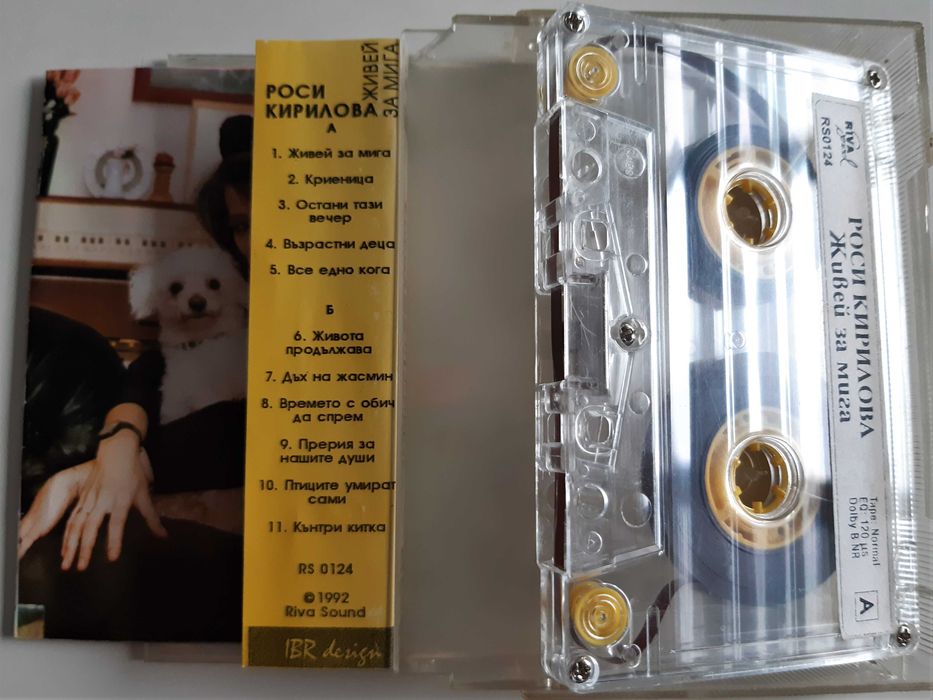 РОСИ
КИРИЛОВА
ЖИВЕЙ
ЗА МИГА
А
1. Живей за мига
2. Криеница
3. Остани тази
вечер
4. Възрастни деца
5. Все едно кога
Б
6. Живота
продължава
7. Дъх на жасмин
8. Времето с обич
да спрем
9. Прерия за
нашите души
10. Птиците умират
сами
11. Кънтри китка
RS 0124
©1992
Riva Sound
IBR design
RIVA
Sound
RS0124
РОСИ КИРИЛОВА
Живей за мига
Tape: Normal
EQ: 120 µs
Dolby B NR
A